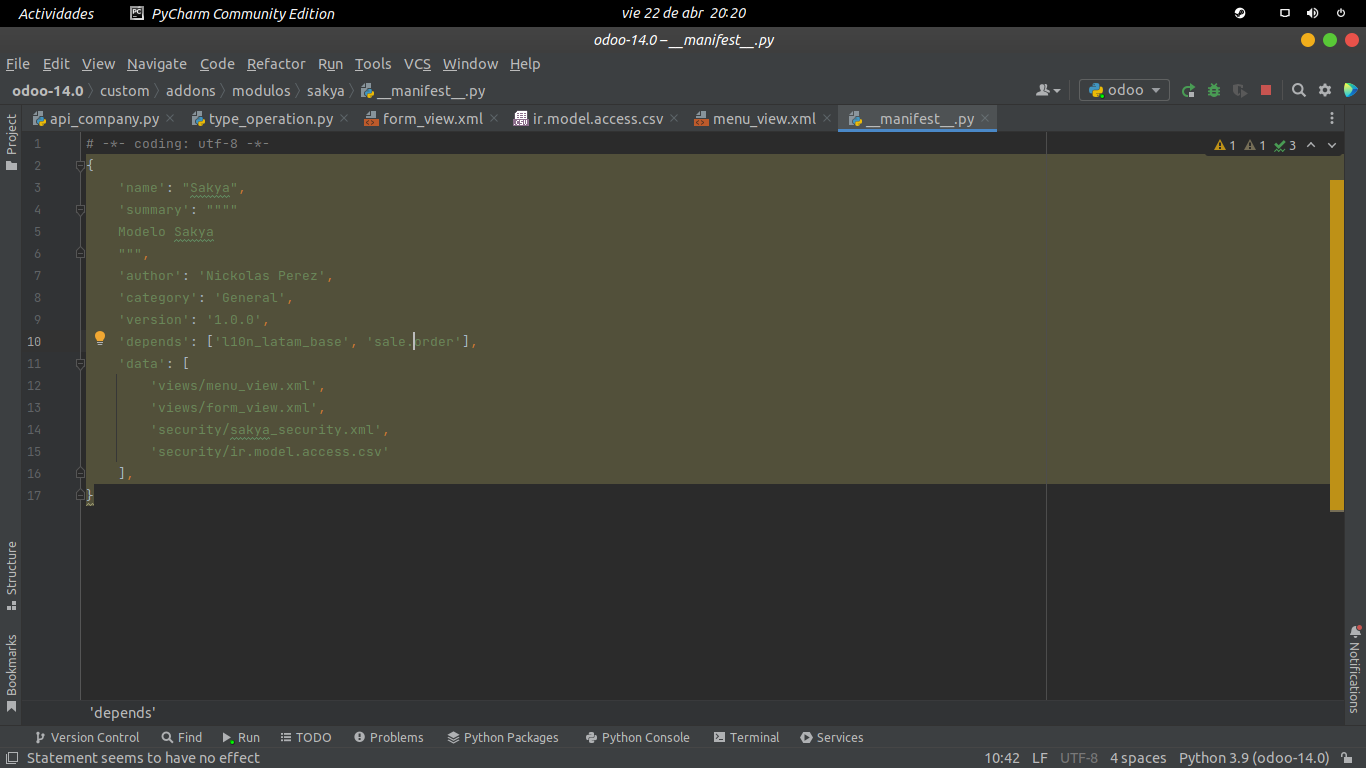 Actividades PyCharm Community Edition vie 22 de abr 20:20
odoo-14.0 – __manifest__.py
File Edit View Navigate Code Refactor Run Tools VCS Window Help
odoo-14.0 custom addons modulos sakya __manifest__.py odoo
api_company.py type_operation.py form_view.xml ir.model.access.csv menu_view.xml __manifest__.py
Project
1 # -*- coding: utf-8 -*- 1 1 3
2 {
3 'name': "Sakya",
4 'summary': """"
5 Modelo Sakya
6 """,
7 'author': 'Nickolas Perez',
8 'category': 'General',
9 'version': '1.0.0',
10 'depends': ['l10n_latam_base', 'sale.order'],
11 'data': [
12 'views/menu_view.xml',
13 'views/form_view.xml',
14 'security/sakya_security.xml',
15 'security/ir.model.access.csv'
16 ],
17 }
Structure
Bookmarks
Notifications
'depends'
Version Control Find Run TODO Problems Python Packages Python Console Terminal Services
Statement seems to have no effect 10:42 LF UTF-8 4 spaces Python 3.9 (odoo-14.0)